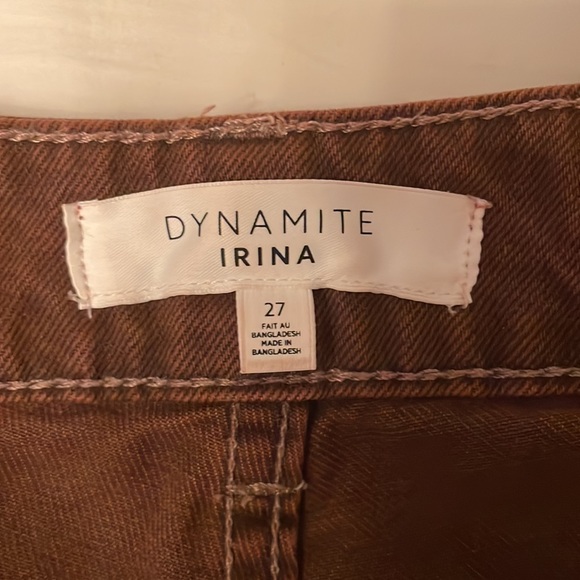 DYNAMITE
IRINA
27
FAIT AU
BANGLADESH
MADE IN
BANGLADESH